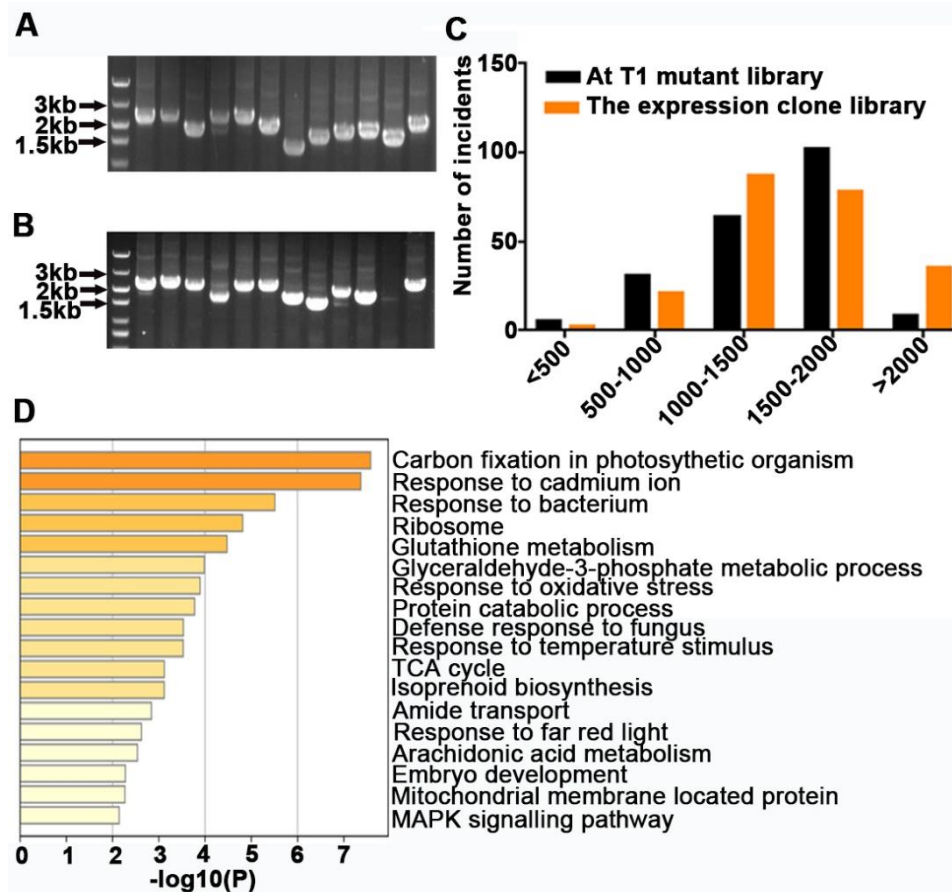 A
3kb
2kb
1.5kb
B
3kb
2kb
1.5kb
C
Number of incidents
150
100
50
0
At T1 mutant library
The expression clone library
<500
500-1000
1000-1500
1500-2000
>2000
D
Carbon fixation in photosythetic organism
Response to cadmium ion
Response to bacterium
Ribosome
Glutathione metabolism
Glyceraldehyde-3-phosphate metabolic process
Response to oxidative stress
Protein catabolic process
Defense response to fungus
Response to temperature stimulus
TCA cycle
Isoprenoid biosynthesis
Amide transport
Response to far red light
Arachidonic acid metabolism
Embryo development
Mitochondrial membrane located protein
MAPK signalling pathway
0 1 2 3 4 5 6 7
-log10(P)